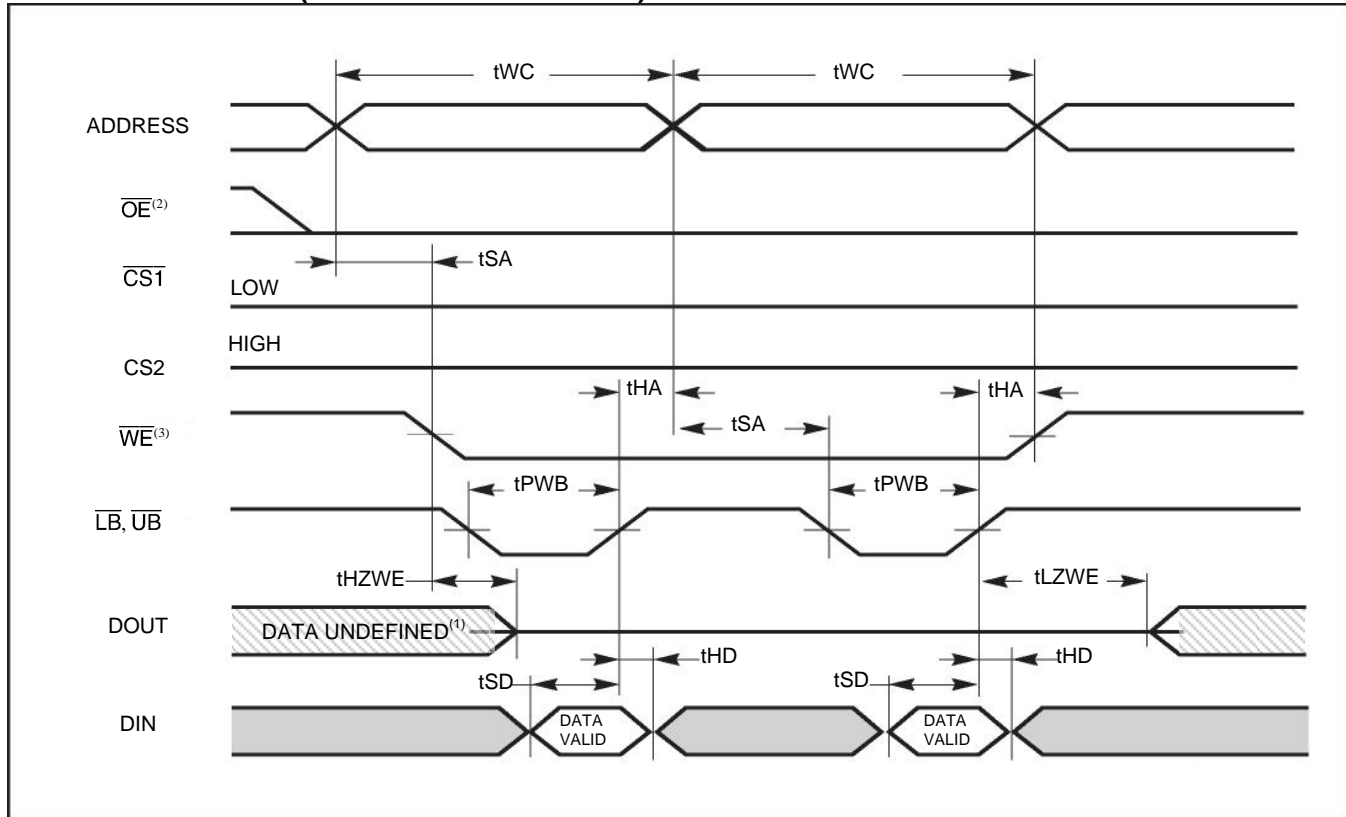 tWC tWC
ADDRESS
OE(2)
tSA
CS1
LOW
HIGH
CS2
tHA tHA
WE(3) tSA
tPWB tPWB
LB, UB
tHZWE tLZWE
DOUT DATA UNDEFINED(1)
tHD tHD
tSD tSD
DIN DATA VALID DATA VALID